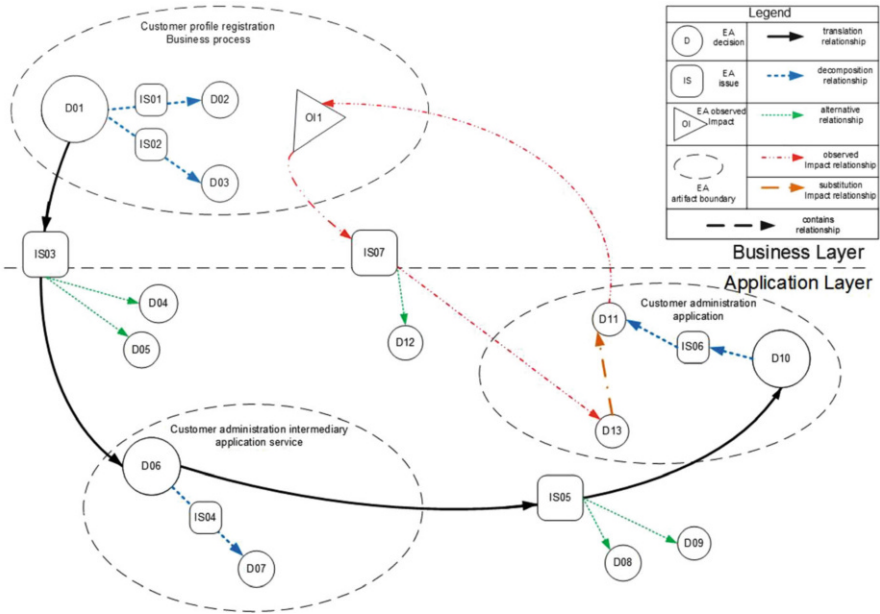 Customer profile registration
Business process
D01
IS01
D02
IS02
D03
OI1
Legend
D
EA
decision
translation
relationship
IS
EA
issue
decomposition
relationship
OI
EA observed
Impact
alternative
relationship
EA
artifact boundary
observed
Impact relationship
substitution
Impact relationship
contains
relationship
IS03
IS07
Business Layer
Application Layer
D04
D05
D12
Customer administration
application
D11
IS06
D10
D13
Customer administration intermediary
application service
D06
IS04
D07
IS05
D08
D09